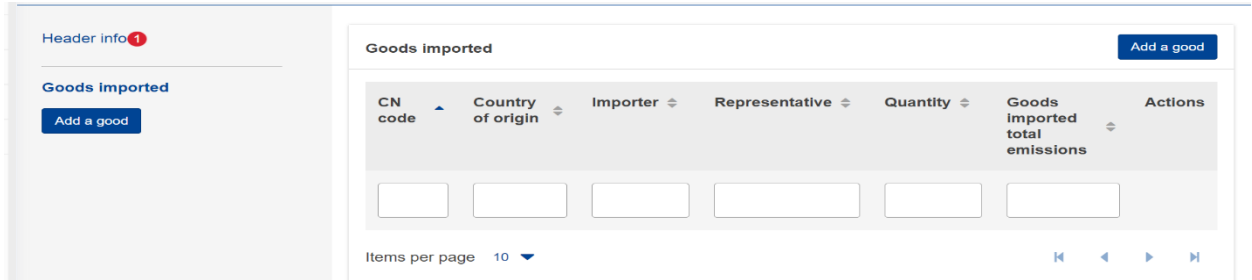 Header info 1
Goods imported
Add a good
Goods imported
Add a good
CN code
Country of origin
Importer
Representative
Quantity
Goods imported total emissions
Actions
Items per page 10